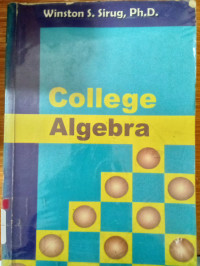 Winston S. Sirug, Ph.D.
College
Algebra